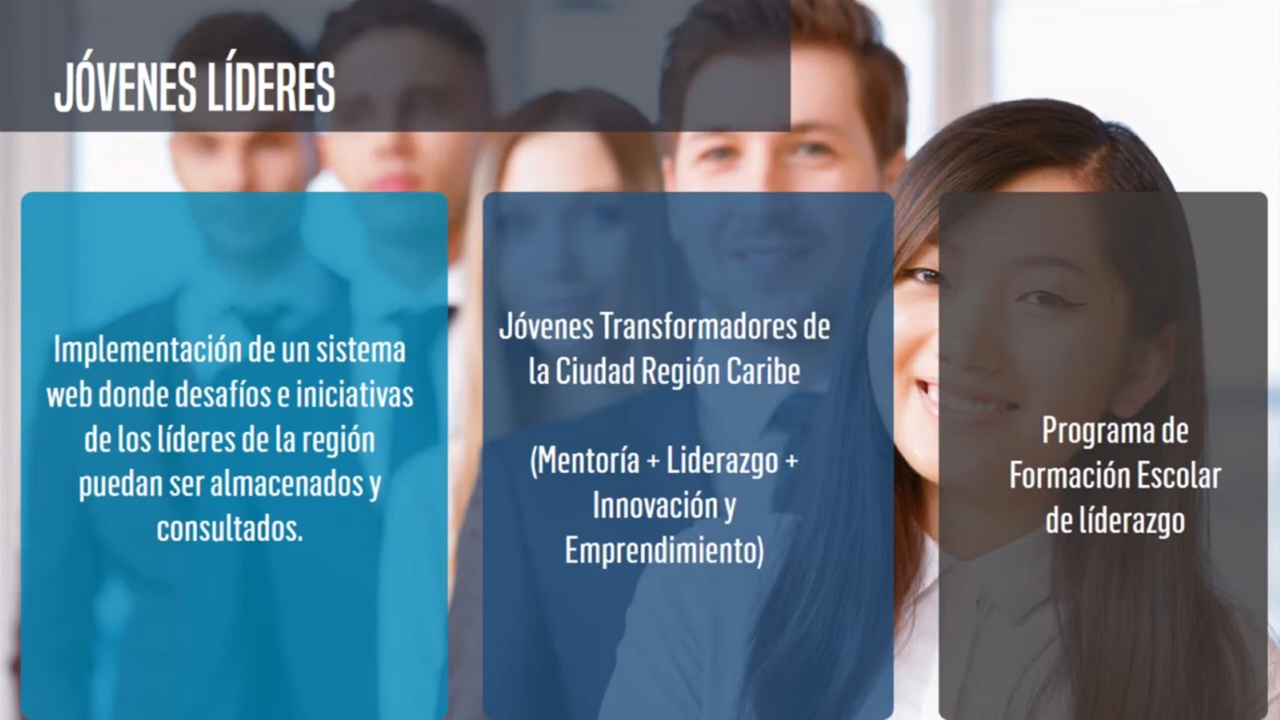 JÓVENES LÍDERES
Implementación de un sistema
web donde desafíos e iniciativas
de los líderes de la región
puedan ser almacenados y
consultados.
Jóvenes Transformadores de
la Ciudad Región Caribe
(Mentoría + Liderazgo +
Innovación y
Emprendimiento)
Programa de
Formación Escolar
de líderazgo